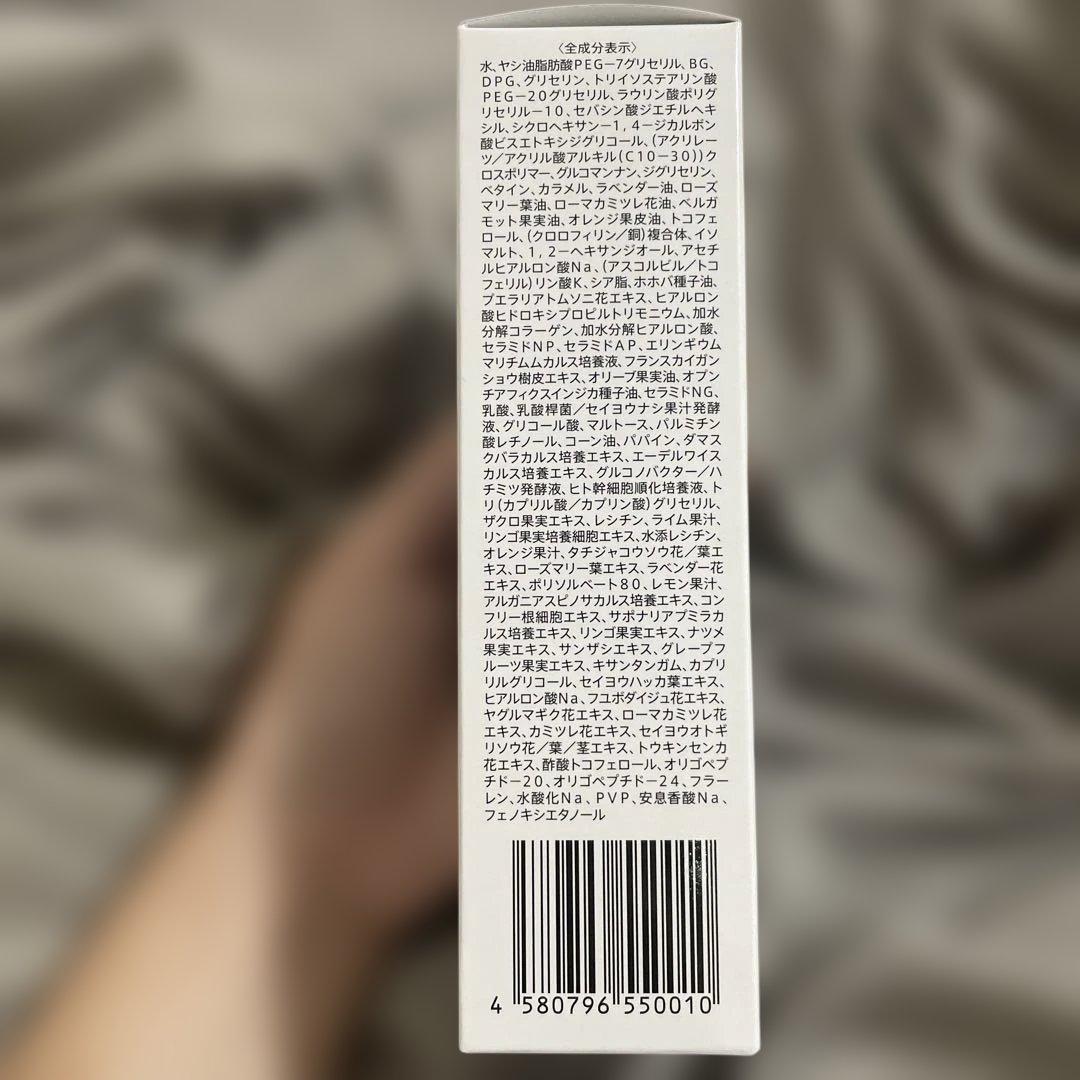 〈全成分表示〉
水、ヤシ油脂肪酸PEG－7グリセリル、BG、
DPG、グリセリン、トリイソステアリン酸
PEG－20グリセリル、ラウリン酸ポリグ
リセリル－10、セバシン酸ジエチルヘキ
シル、シクロヘキサン－1，4－ジカルボン
酸ビスエトキシジグリコール、（アクリレー
ツ／アクリル酸アルキル（C10－30））ク
ロスポリマー、グルコマンナン、ジグリセリン、
ベタイン、カラメル、ラベンダー油、ローズ
マリー葉油、ローマカミツレ花油、ベルガ
モット果実油、オレンジ果皮油、トコフェ
ロール、（クロロフィリン／銅）複合体、イソ
マルト、1，2－ヘキサンジオール、アセチ
ルヒアルロン酸Na、（アスコルビル／トコ
フェリル）リン酸K、シア脂、ホホバ種子油、
プエラリアトムソニ花エキス、ヒアルロン
酸ヒドロキシプロピルトリモニウム、加水
分解コラーゲン、加水分解ヒアルロン酸、
セラミドNP、セラミドAP、エリンギウム
マリチムムカルス培養液、フランスカイガン
ショウ樹皮エキス、オリーブ果実油、オプン
チアフィクスインジカ種子油、セラミドNG、
乳酸、乳酸桿菌／セイヨウナシ果汁発酵
液、グリコール酸、マルトース、パルミチン
酸レチノール、コーン油、パパイン、ダマス
クバラカルス培養エキス、エーデルワイス
カルス培養エキス、グルコノバクター／ハ
チミツ発酵液、ヒト幹細胞順化培養液、ト
リ（カプリル酸／カプリン酸）グリセリル、
ザクロ果実エキス、レシチン、ライム果汁、
リンゴ果実培養細胞エキス、水添レシチン、
オレンジ果汁、タチジャコウソウ花／葉エ
キス、ローズマリー葉エキス、ラベンダー花
エキス、ポリソルベート80、レモン果汁、
アルガニアスピノサカルス培養エキス、コン
フリー根細胞エキス、サポナリアプミラカ
ルス培養エキス、リンゴ果実エキス、ナツメ
果実エキス、サンザシエキス、グレープフ
ルーツ果実エキス、キサンタンガム、カプリ
リルグリコール、セイヨウハッカ葉エキス、
ヒアルロン酸Na、フユボダイジュ花エキス、
ヤグルマギク花エキス、ローマカミツレ花
エキス、カミツレ花エキス、セイヨウオトギ
リソウ花／葉／茎エキス、トウキンセンカ
花エキス、酢酸トコフェロール、オリゴペプ
チド－20、オリゴペプチド－24、フラー
レン、水酸化Na、PVP、安息香酸Na、
フェノキシエタノール
4 580796 550010